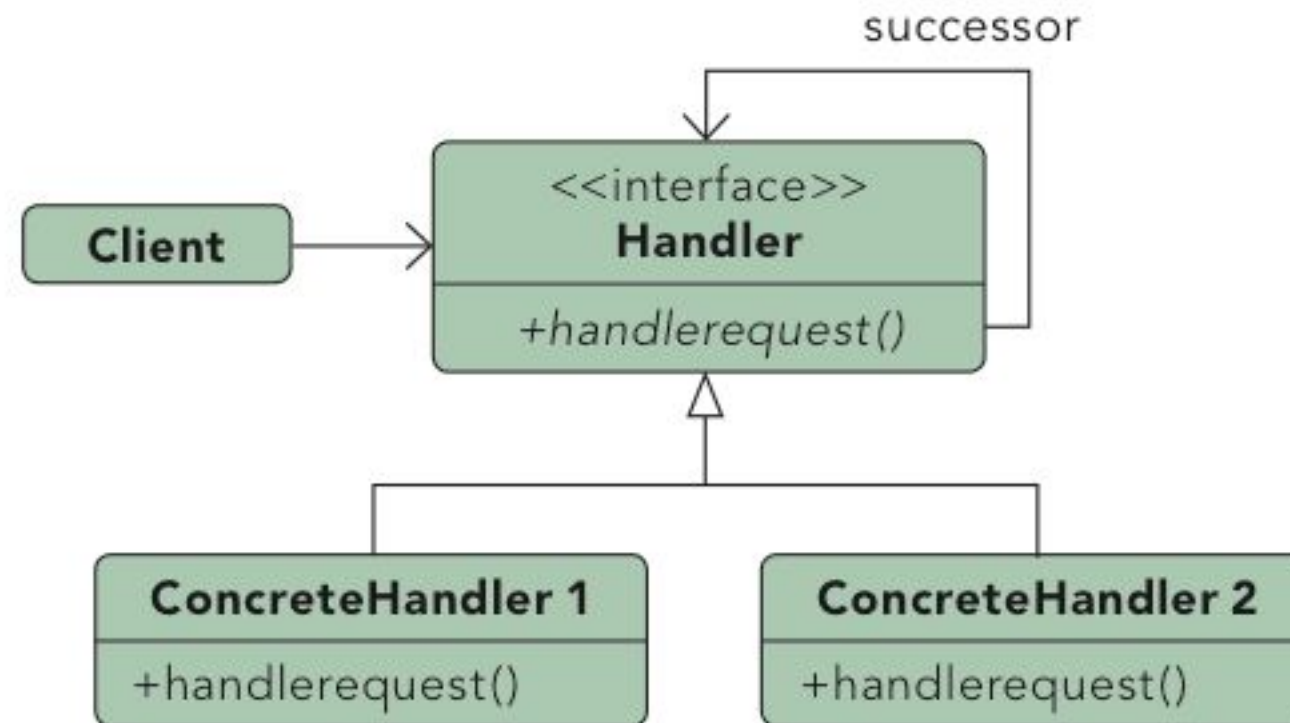 successor
<<interface>>
Handler
Client
+handlerequest()
ConcreteHandler 1
+handlerequest()
ConcreteHandler 2
+handlerequest()